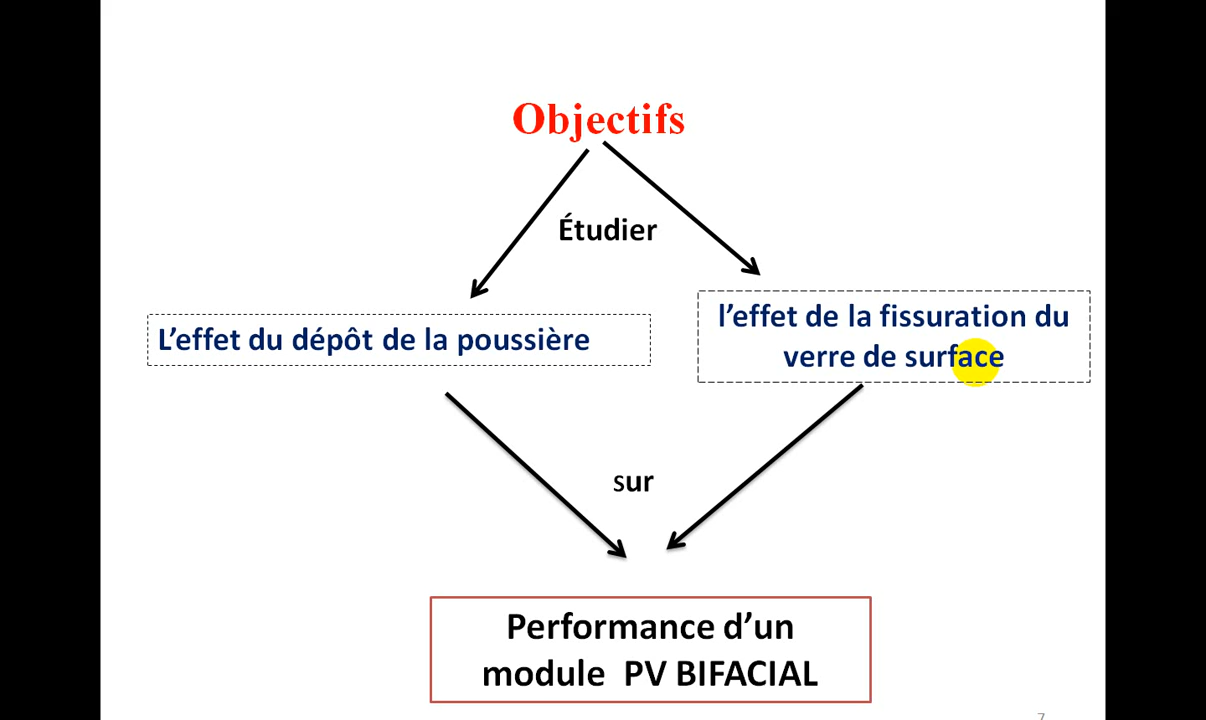 Objectifs
Étudier
L’effet du dépôt de la poussière
l’effet de la fissuration du
verre de surface
sur
Performance d’un
module PV BIFACIAL
7